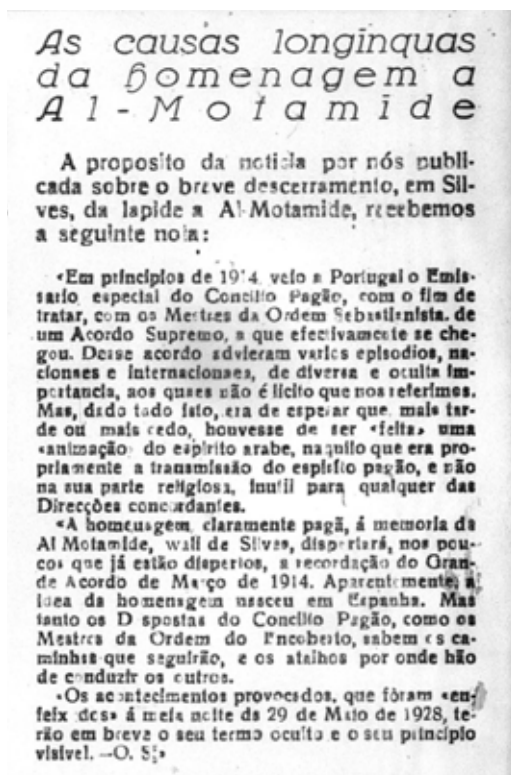 As causas longinquas
da homenagem a
Al-Motamide
A proposito da noticia por nós publi-
cada sobre o breve descerramento, em Sil-
ves, da lapide a Al-Motamide, recebemos
a seguinte nota:
«Em principios de 1914, veio a Portugal o Emis-
sario especial do Concilio Pagão, com o fim de
tratar, com os Mestres da Ordem Sebastianista, de
um Acordo Supremo, a que efectivamente se che-
gou. Desse acordo advieram varios episodios, na-
cionaes e internacionaes, de diversa e oculta im-
portancia, aos quaes não é licito que nos referimos.
Mas, dado tudo isto, era de esperar que, mais tar-
de ou mais cedo, houvesse de ser «feita» uma
«animação» do espirito arabe, naquilo que era pro-
priamente a transmissão do espirito pagão, e não
na sua parte religiosa, inutil para qualquer das
Direcções concordantes.
«A homenagem, claramente pagã, á memoria de
Al Motamide, wali de Silves, dispertará, nos pou-
cos que já estão dispertos, a recordação do Gran-
de Acordo de Março de 1914. Aparentemente, a
idea da homenagem nasceu em Espanha. Mas
tanto os D spostas do Concilio Pagão, como os
Mestres da Ordem do Encoberto, sabem os ca-
minhos que seguirão, e os atalhos por onde hão
de conduzir os outros.
«Os acontecimentos provocados, que fôram «en-
feix dos» á meia noite de 29 de Maio de 1928, te-
rão em breve o seu termo oculto e o seu principio
visivel. —O. S.»